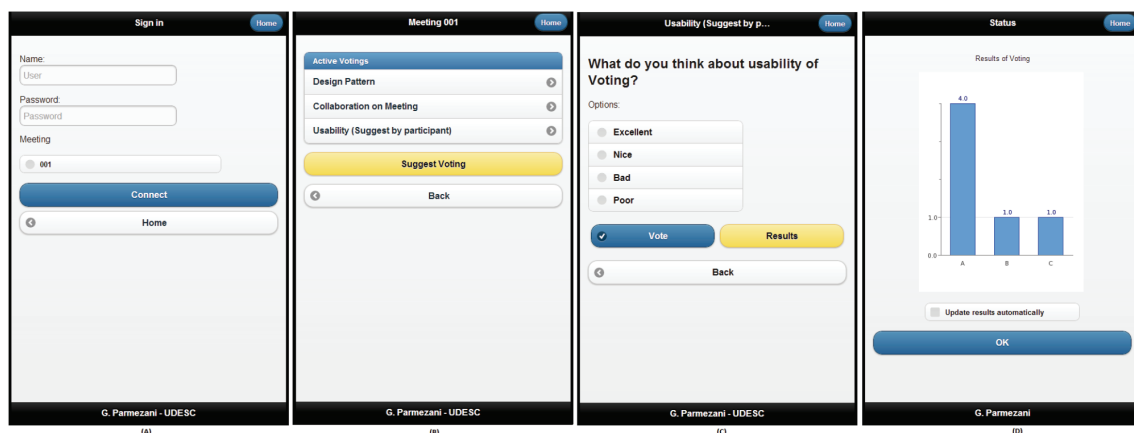 Sign in
Home
Name:
User
Password:
Password
Meeting
001
Connect
Home
G. Parmezani - UDESC
(A)
Meeting 001
Home
Active Votings
Design Pattern
Collaboration on Meeting
Usability (Suggest by participant)
Suggest Voting
Back
G. Parmezani - UDESC
(B)
Usability (Suggest by p...
Home
What do you think about usability of
Voting?
Options:
Excellent
Nice
Bad
Poor
Vote
Results
Back
G. Parmezani - UDESC
(C)
Status
Home
Results of Voting
4.0
1.0 1.0
1.0
0.0
A B C
Update results automatically
OK
G. Parmezani
(D)